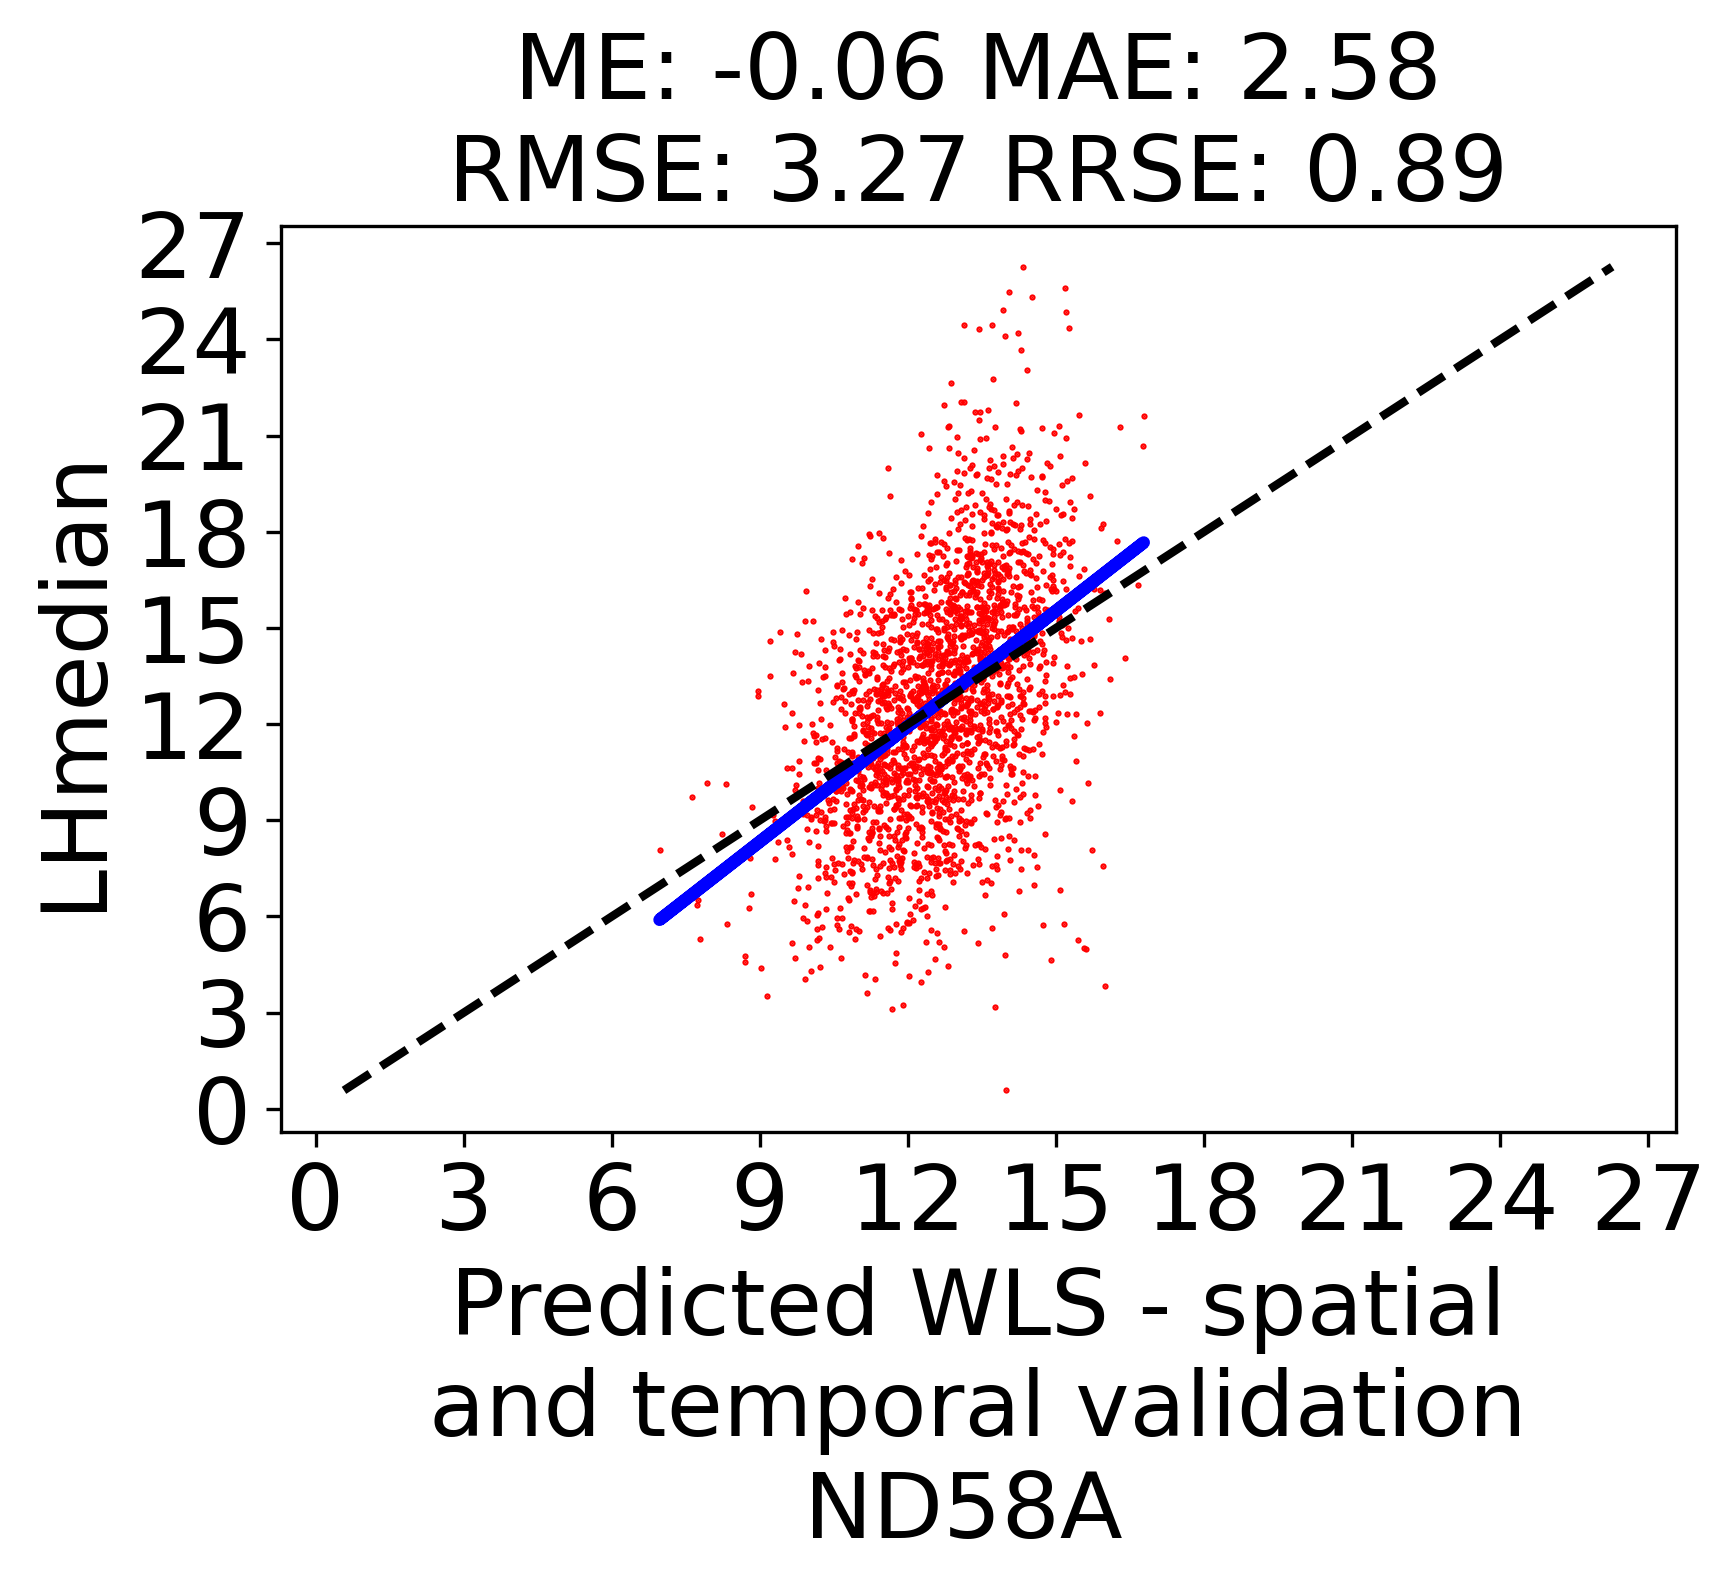 ME: -0.06 MAE: 2.58
RMSE: 3.27 RRSE: 0.89
27
24
21
18
15
12
9
6
3
0
LHmedian
0 3 6 9 12 15 18 21 24 27
Predicted WLS - spatial
and temporal validation
ND58A